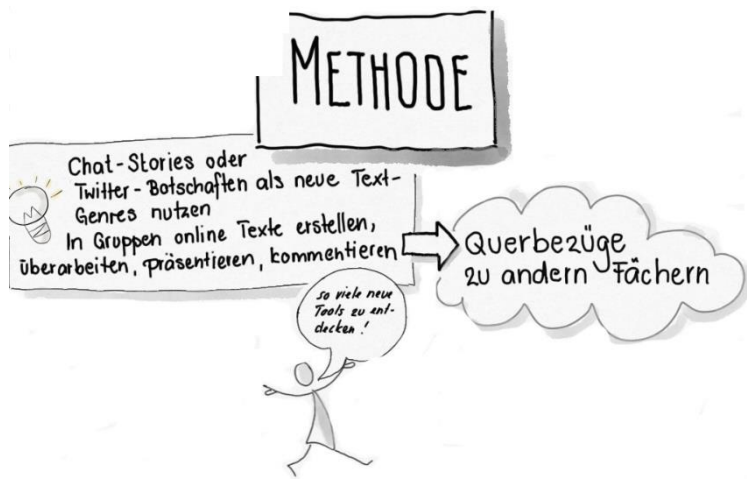 METHODE
Chat-Stories oder
Twitter-Botschaften als neue Text-
Genres nutzen
In Gruppen online Texte erstellen,
überarbeiten, präsentieren, kommentieren
Querbezüge
zu andern Fächern
so viele neue
Tools zu ent-
decken!